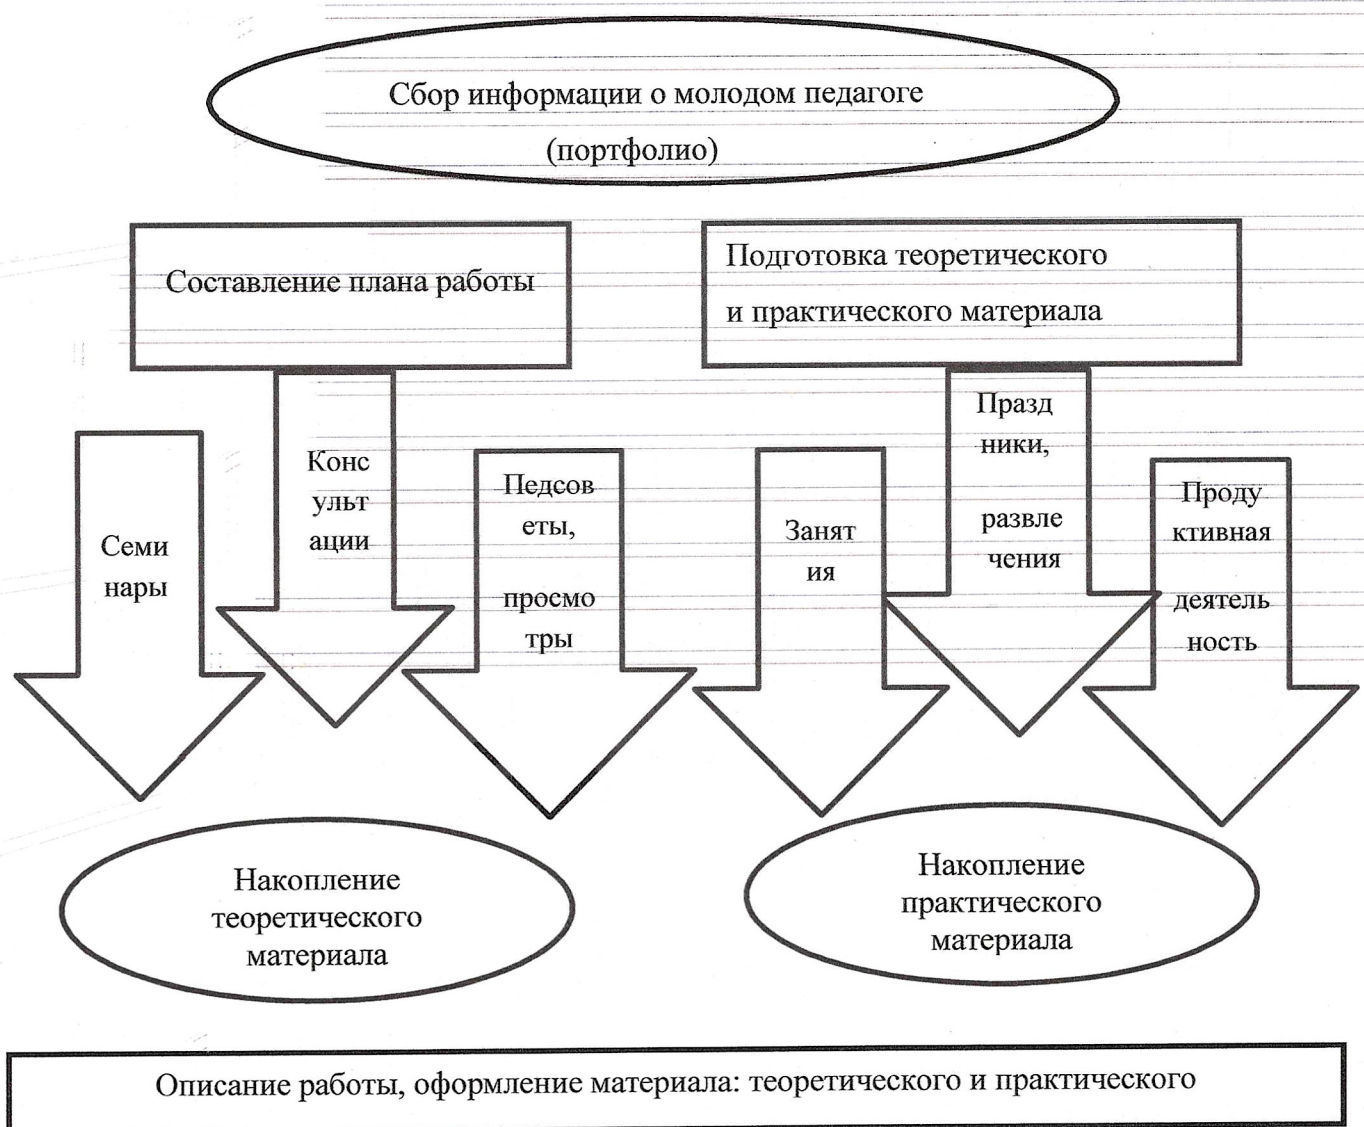 Сбор информации о молодом педагоге
(портфолио)
Составление плана работы
Подготовка теоретического
и практического материала
Семи
нары
Конс
ульт
ации
Педсов
еты,
просмо
тры
Занят
ия
Празд
ники,
развле
чения
Проду
ктивная
деятель
ность
Накопление
теоретического
материала
Накопление
практического
материала
Описание работы, оформление материала: теоретического и практического